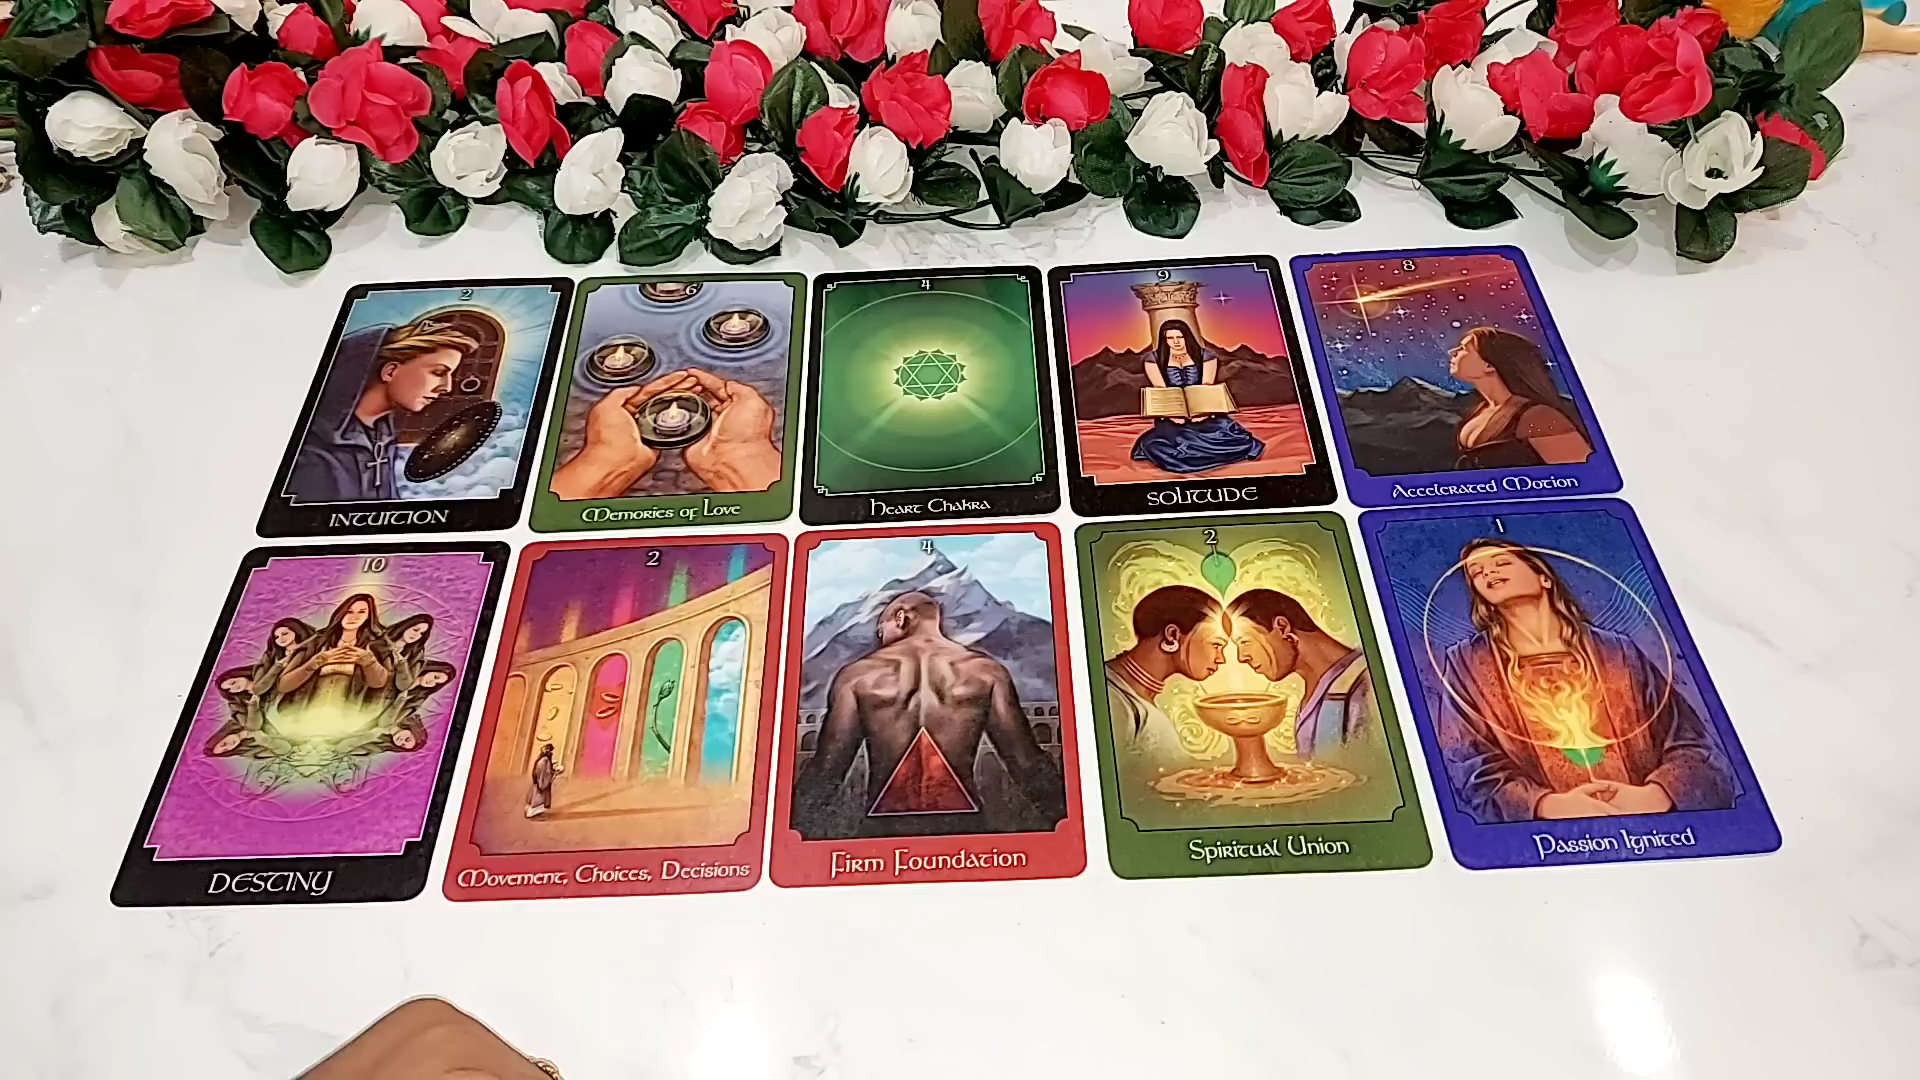 2
INTUITION
6
Memories of Love
4
Heart Chakra
9
SOLITUDE
8
Accelerated Motion
10
DESTINY
2
Movement, Choices, Decisions
4
Firm Foundation
2
Spiritual Union
1
Passion Ignited